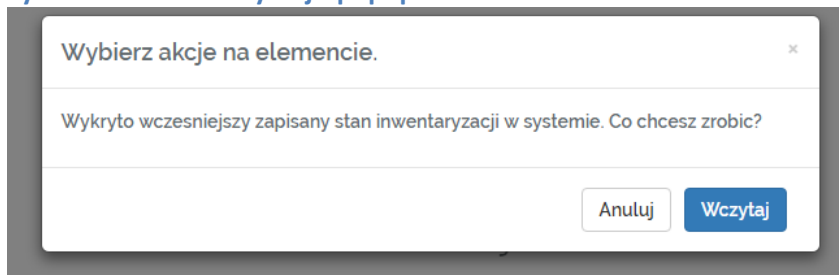 Wybierz akcje na elemencie.
×
Wykryto wczesniejszy zapisany stan inwentaryzacji w systemie. Co chcesz zrobic?
Anuluj Wczytaj